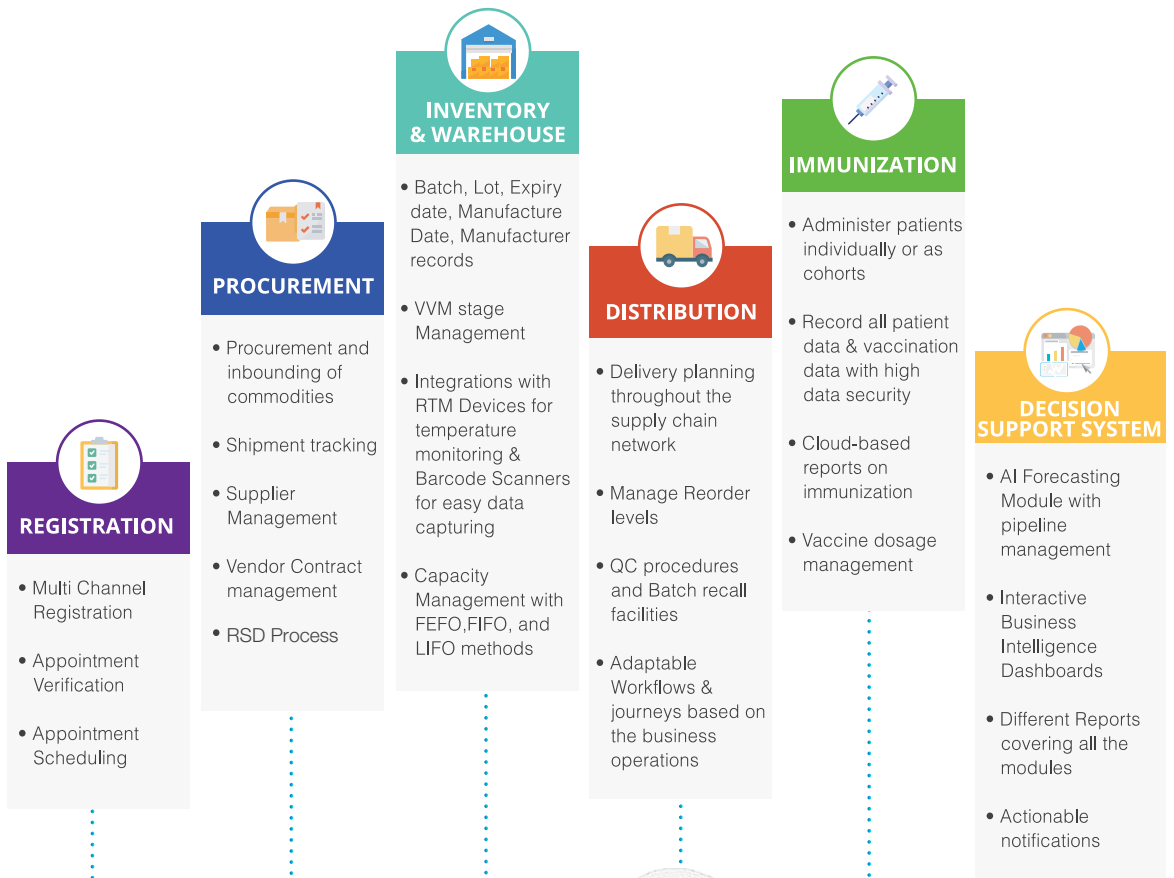 REGISTRATION
• Multi Channel
Registration
• Appointment
Verification
• Appointment
Scheduling
PROCUREMENT
• Procurement and
inbounding of
commodities
• Shipment tracking
• Supplier
Management
• Vendor Contract
management
• RSD Process
INVENTORY
& WAREHOUSE
• Batch, Lot, Expiry
date, Manufacture
Date, Manufacturer
records
• VVM stage
Management
• Integrations with
RTM Devices for
temperature
monitoring &
Barcode Scanners
for easy data
capturing
• Capacity
Management with
FEFO,FIFO, and
LIFO methods
DISTRIBUTION
• Delivery planning
throughout the
supply chain
network
• Manage Reorder
levels
• QC procedures
and Batch recall
facilities
• Adaptable
Workflows &
journeys based on
the business
operations
IMMUNIZATION
• Administer patients
individually or as
cohorts
• Record all patient
data & vaccination
data with high
data security
• Cloud-based
reports on
immunization
• Vaccine dosage
management
DECISION
SUPPORT SYSTEM
• AI Forecasting
Module with
pipeline
management
• Interactive
Business
Intelligence
Dashboards
• Different Reports
covering all the
modules
• Actionable
notifications